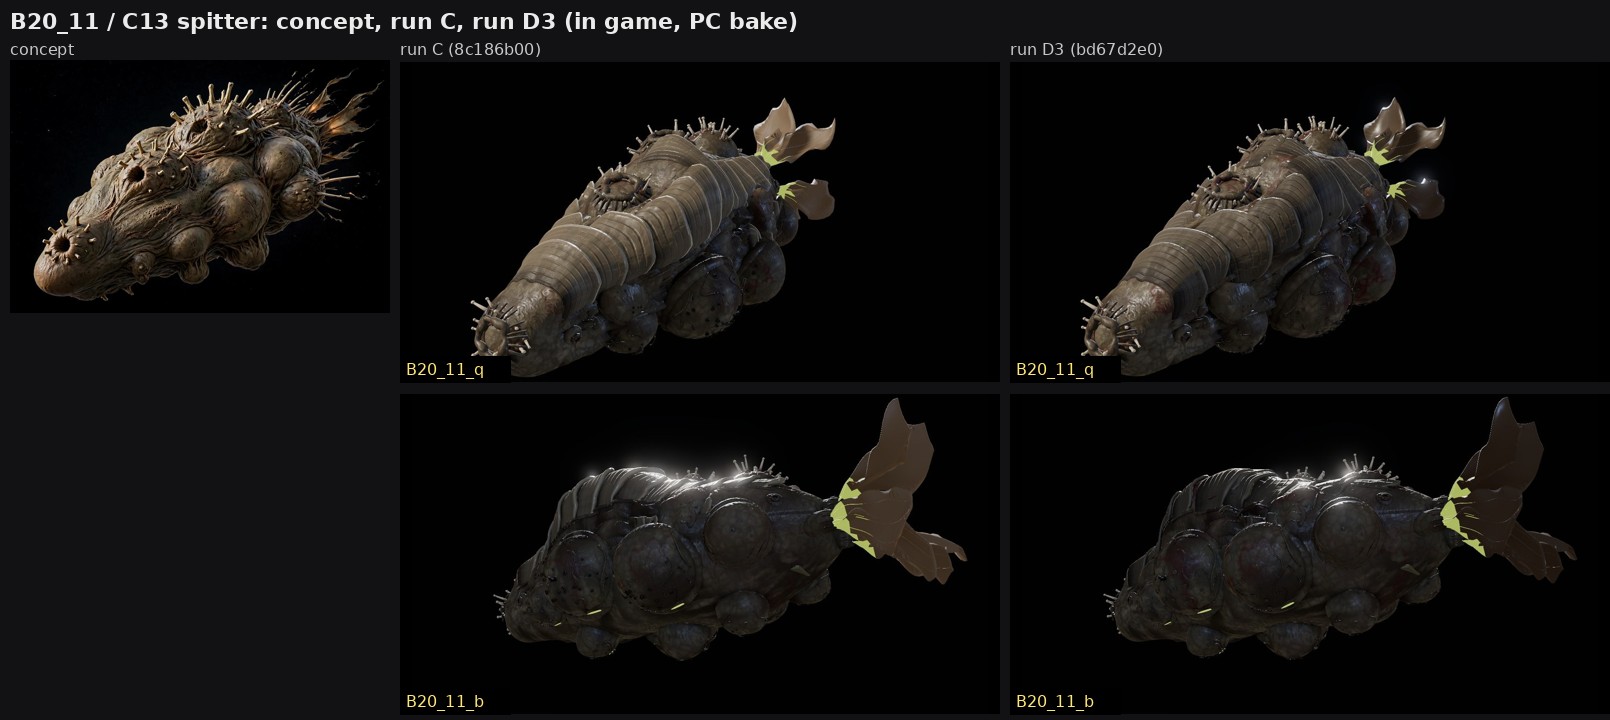 B20_11 / C13 spitter: concept, run C, run D3 (in game, PC bake)
concept
run C (8c186b00)
run D3 (bd67d2e0)
B20_11_q
B20_11_q
B20_11_b
B20_11_b